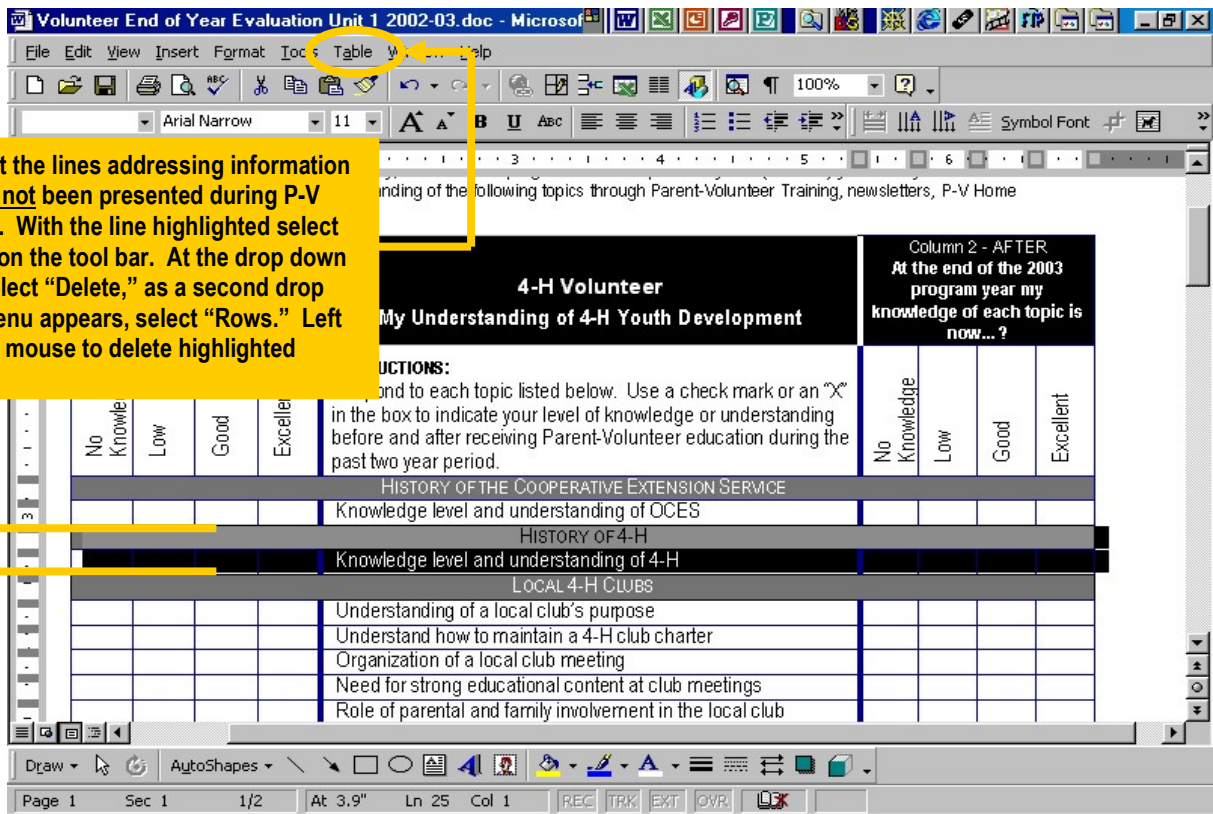 Volunteer End of Year Evaluation Unit 1 2002-03.doc - Microsof
File Edit View Insert Format Tools Table Help
100%
Arial Narrow 11 A A B U ABC Symbol Font
3 4 5 6
nding of the following topics through Parent-Volunteer Training, newsletters, P-V Home
t the lines addressing information
not been presented during P-V
. With the line highlighted select
on the tool bar. At the drop down
lect “Delete,” as a second drop
enu appears, select “Rows.” Left
mouse to delete highlighted
4-H Volunteer
My Understanding of 4-H Youth Development
Column 2 - AFTER
At the end of the 2003
program year my
knowledge of each topic is
now...?
No Knowle
Low
Good
Excelle
UCTIONS:
ond to each topic listed below. Use a check mark or an “X”
in the box to indicate your level of knowledge or understanding
before and after receiving Parent-Volunteer education during the
past two year period.
No Knowledge
Low
Good
Excellent
HISTORY OF THE COOPERATIVE EXTENSION SERVICE
Knowledge level and understanding of OCES
HISTORY OF 4-H
Knowledge level and understanding of 4-H
LOCAL 4-H CLUBS
Understanding of a local club's purpose
Understand how to maintain a 4-H club charter
Organization of a local club meeting
Need for strong educational content at club meetings
Role of parental and family involvement in the local club
Draw AutoShapes
Page 1 Sec 1 1/2 At 3.9" Ln 25 Col 1 REC TRK EXT OVR